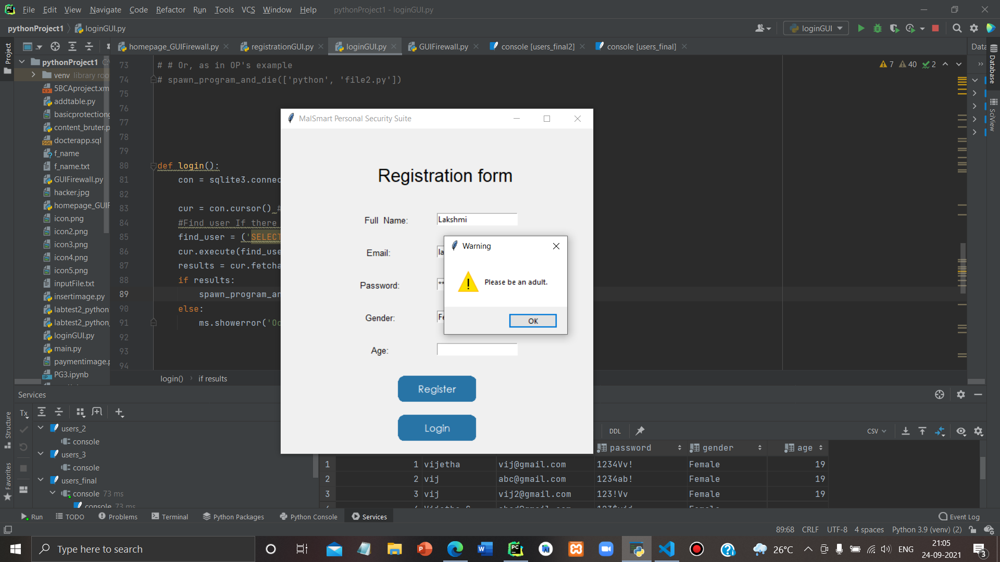 File Edit View Navigate Code Refactor Run Tools VCS Window Help pythonProject1 - loginGUI.py
pythonProject1 loginGUI.py loginGUI
Project
homepage_GUIFirewall.py registrationGUI.py loginGUI.py GUIFirewall.py console [users_final2] console [users_final]
Database
SciView
pythonProject1
venv library
5BCAproject.xm
addtable.py
basicprotection
content_bruter.p
docterapp.sql
f_name
f_name.txt
GUIFirewall.py
hacker.jpg
homepage_GUIF
icon.png
icon2.png
icon3.png
icon4.png
icon5.png
inputFile.txt
insertimage.py
labtest2_python
labtest2_python_
loginGUI.py
main.py
paymentimage.p
PG3.ipynb
7 40 2
73 # # Or, as in OP's example
74 # spawn_program_and_die(['python', 'file2.py'])
75
76
77
78
79
80 def login():
81 con = sqlite3.connec
82
83 cur = con.cursor() #
84 #Find user If there
85 find_user = ('SELECT
86 cur.execute(find_use
87 results = cur.fetcha
88 if results:
89 spawn_program_an
90 else:
91 ms.showerror('Oo
92
93
94
login() if results
MalSmart Personal Security Suite
Registration form
Full Name: Lakshmi
Email: la
Password: **
Gender: Fe
Age:
Register
Login
Warning
Please be an adult.
OK
Services
Tx
users_2
console
users_3
console
users_final
console 73 ms
console 73 ms
Structure
Favorites
DDL CSV
password gender age
1 1 vijetha vij@gmail.com 1234Vv! Female 19
2 2 vij abc@gmail.com 1234ab! Female 19
3 3 vij vij2@gmail.com 123!Vv Female 19
Run TODO Problems Terminal Python Packages Python Console Services Event Log
89:68 CRLF UTF-8 4 spaces Python 3.9 (venv) (2)
Type here to search 26°C ENG 21:05
24-09-2021 3